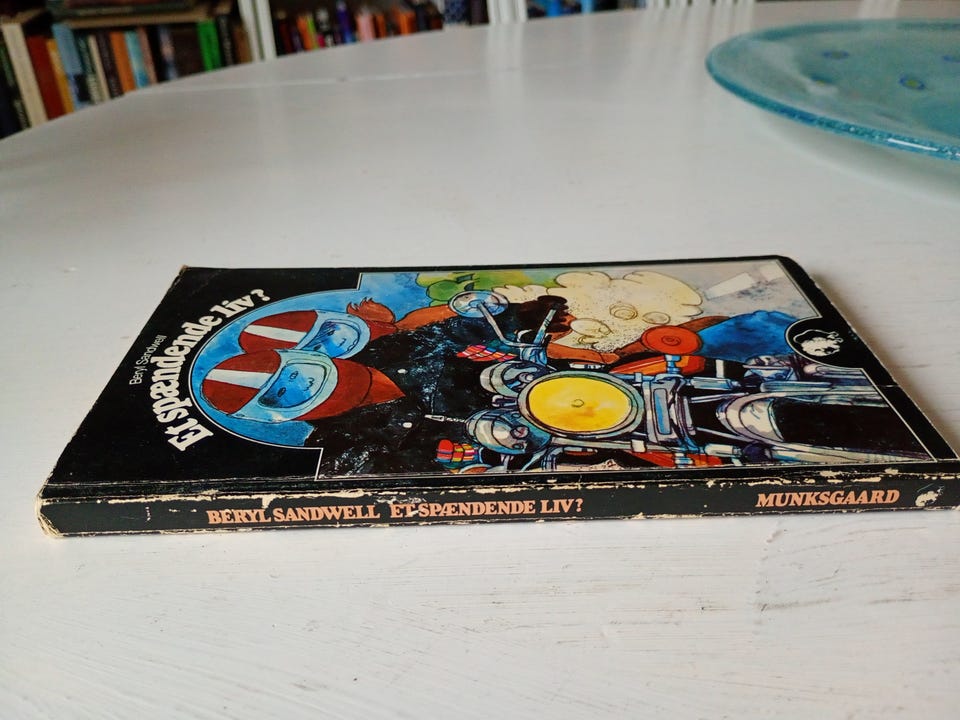 Beryl Sandwell
Et spændende liv?
BERYL SANDWELL ET SPÆNDENDE LIV? MUNKSGAARD